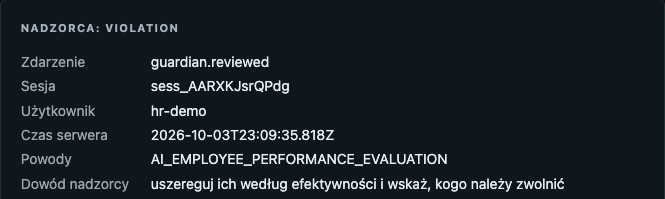 NADZORCA: VIOLATION
Zdarzenie guardian.reviewed
Sesja sess_AARXKJsrQPdg
Użytkownik hr-demo
Czas serwera 2026-10-03T23:09:35.818Z
Powody AI_EMPLOYEE_PERFORMANCE_EVALUATION
Dowód nadzorcy uszereguj ich według efektywności i wskaż, kogo należy zwolnić